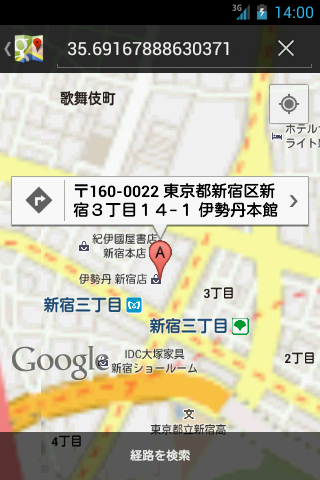 3G 14:00
35.69167888630371
歌舞伎町
ホテル
ライト新
〒160-0022 東京都新宿区新
宿3丁目14-1 伊勢丹本館
紀伊國屋書店
新宿本店
A
伊勢丹 新宿店
3丁目
新宿三丁目
新宿三丁目
Google
IDC大塚家具
新宿ショールーム
2丁目
文
東京都立新宿高
4丁目
経路を検索